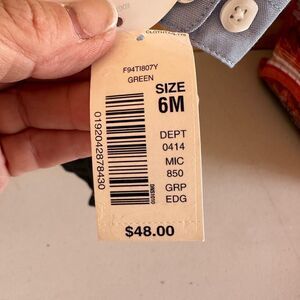 F94TI807Y
GREEN
SIZE
6M
DEPT
0414
MIC
850
GRP
EDG
0192042878430
$48.00